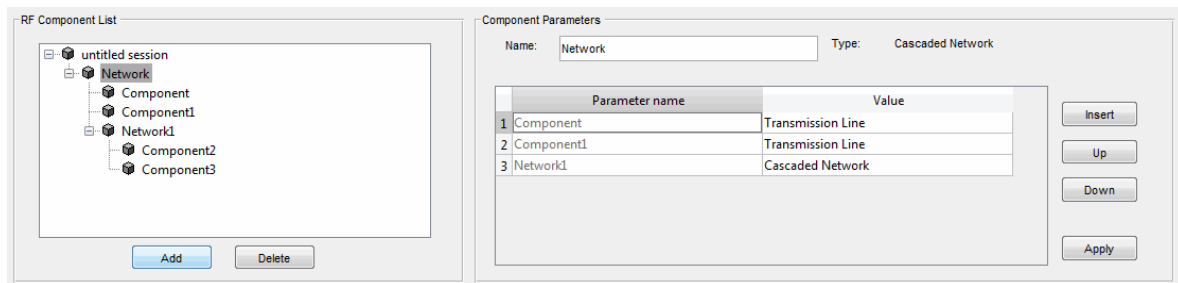 RF Component List
untitled session
Network
Component
Component1
Network1
Component2
Component3
Add Delete
Component Parameters
Name: Network Type: Cascaded Network
Parameter name Value
1 Component Transmission Line
2 Component1 Transmission Line
3 Network1 Cascaded Network
Insert
Up
Down
Apply